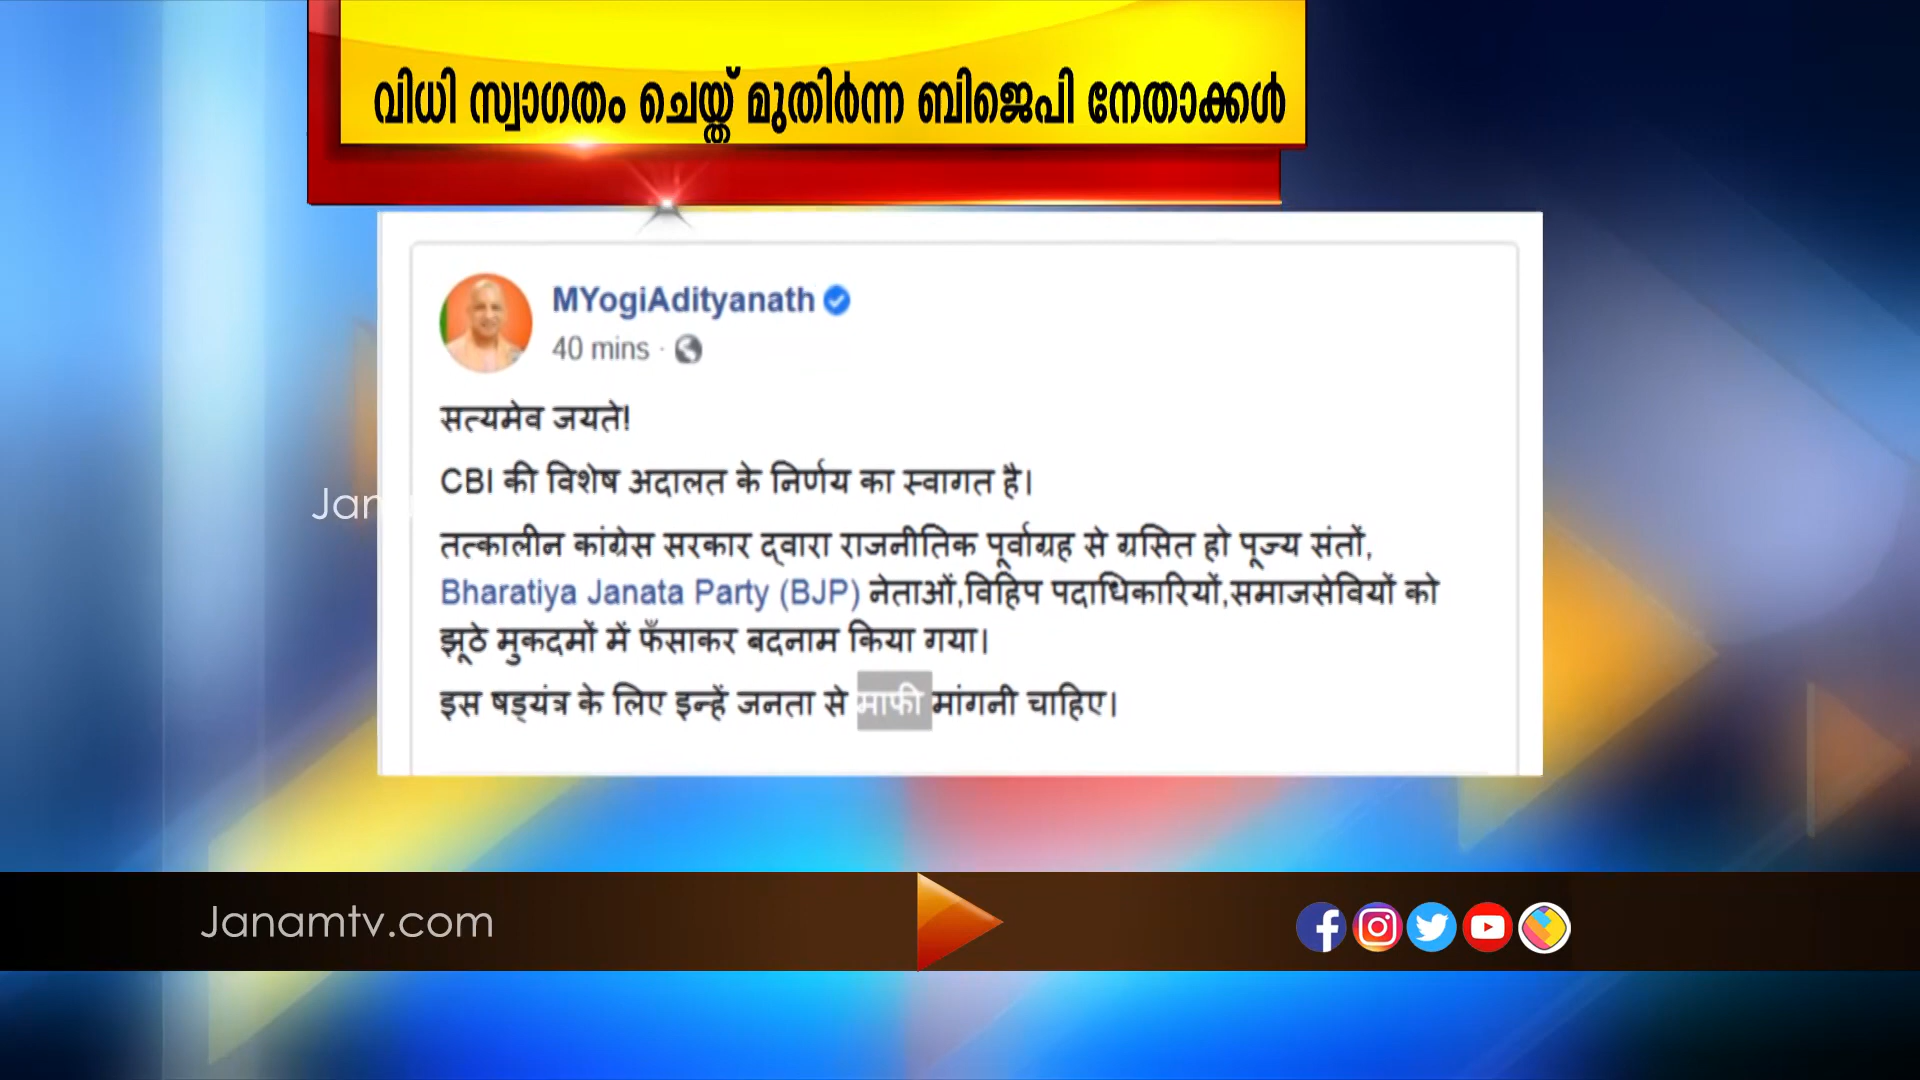 വിധി സ്വാഗതം ചെയ്ത് മുതിർന്ന ബിജെപി നേതാക്കൾ
MYogiAdityanath
40 mins ·
सत्यमेव जयते!
CBI की विशेष अदालत के निर्णय का स्वागत है।
तत्कालीन कांग्रेस सरकार द्वारा राजनीतिक पूर्वाग्रह से ग्रसित हो पूज्य संतों,
Bharatiya Janata Party (BJP) नेताओं,विहिप पदाधिकारियों,समाजसेवियों को
झूठे मुकदमों में फँसाकर बदनाम किया गया।
इस षड्यंत्र के लिए इन्हें जनता से माफी मांगनी चाहिए।
Janamtv.com